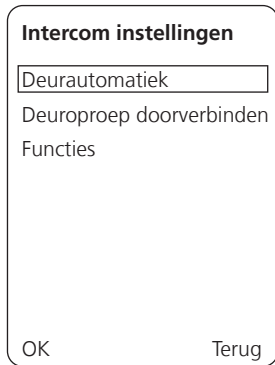 Intercom instellingen
Deurautomatiek
Deuroproep doorverbinden
Functies
OK Terug